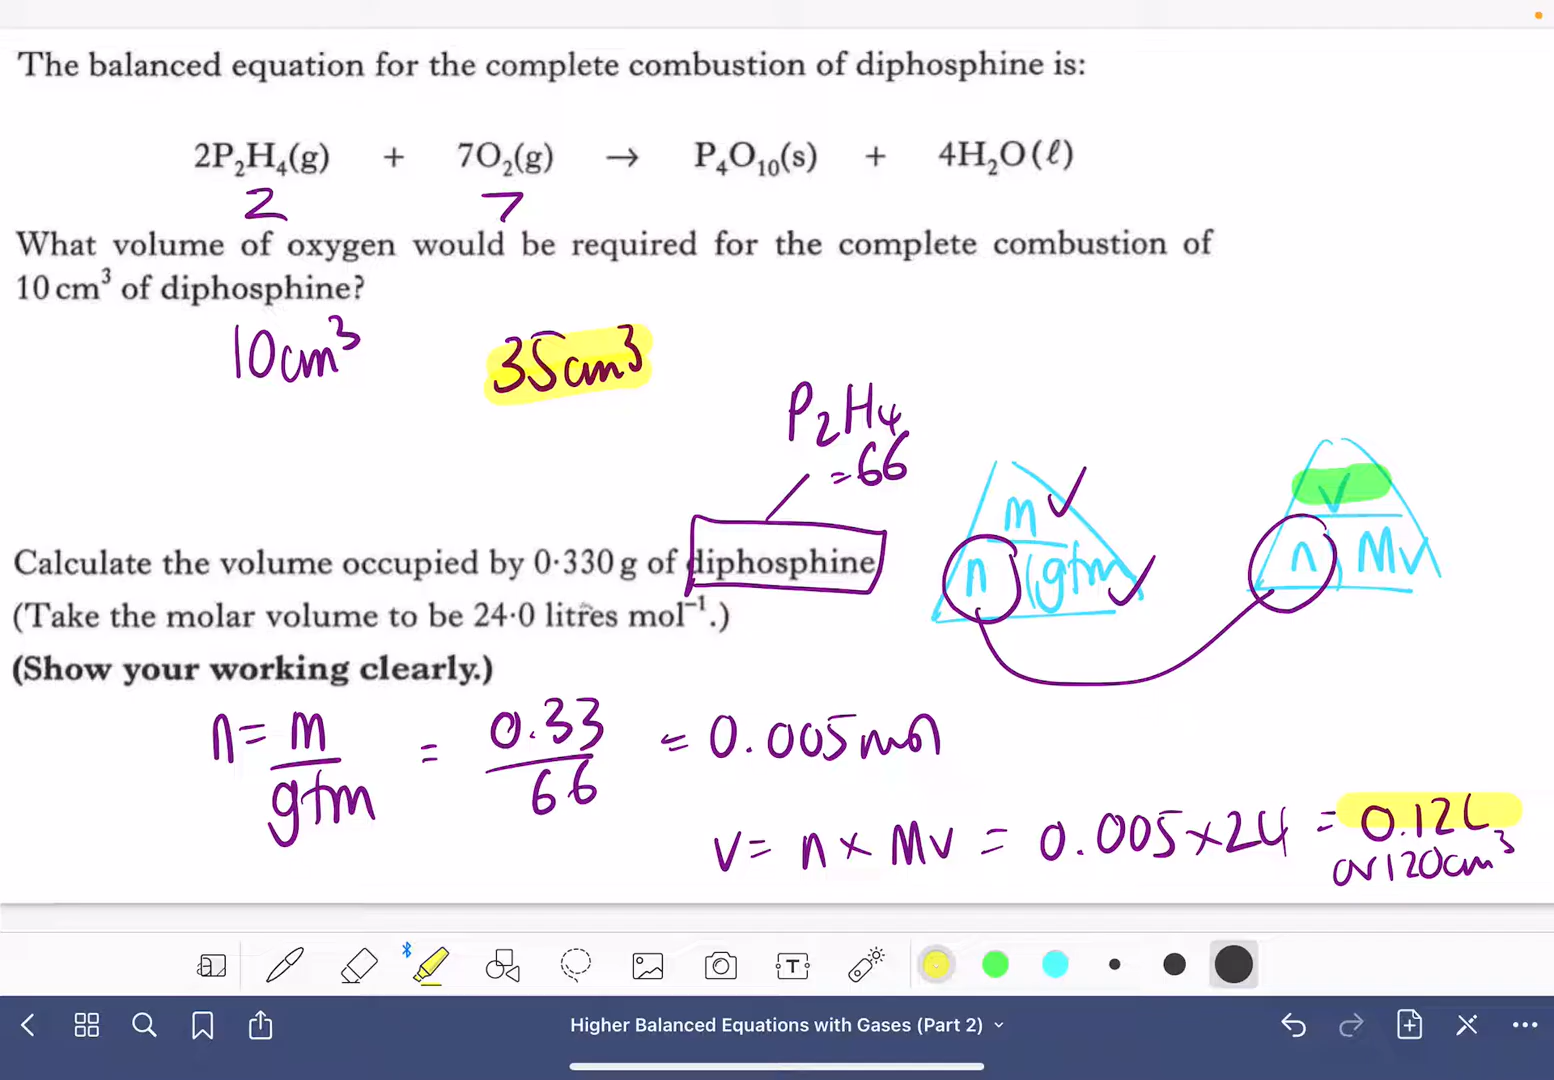 The balanced equation for the complete combustion of diphosphine is:
2P₂H₄(g) + 7O₂(g) → P₄O₁₀(s) + 4H₂O(ℓ)
2 7
What volume of oxygen would be required for the complete combustion of
10 cm³ of diphosphine?
10cm³ 35cm³
P₂H₄
=66
m
v
n gfm
n Mv
Calculate the volume occupied by 0·330 g of diphosphine
(Take the molar volume to be 24·0 litres mol⁻¹.)
(Show your working clearly.)
n = m/gfm = 0.33/66 = 0.005 mol
v = n × Mv = 0.005 × 24 = 0.12L
or 120cm³
T
Higher Balanced Equations with Gases (Part 2)